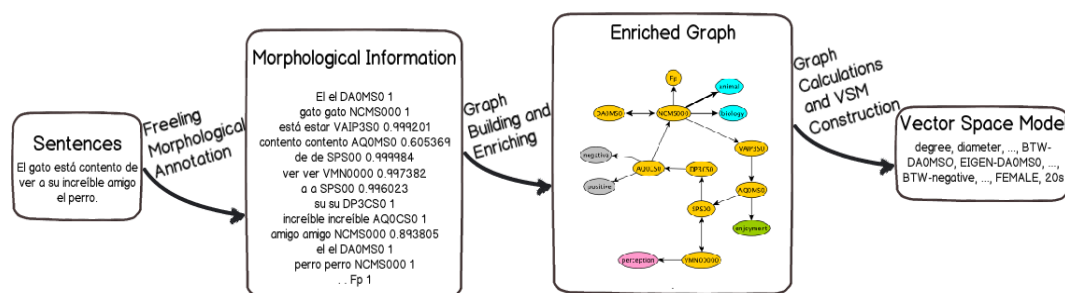 Sentences
El gato está contento de
ver a su increíble amigo
el perro.
Freeling
Morphological
Annotation
Morphological Information
El el DA0MS0 1
gato gato NCMS000 1
está estar VAIP3S0 0.999201
contento contento AQ0MS0 0.605369
de de SPS00 0.999984
ver ver VMN0000 0.997382
a a SPS00 0.996023
su su DP3CS0 1
increíble increíble AQ0CS0 1
amigo amigo NCMS000 0.893805
el el DA0MS0 1
perro perro NCMS000 1
. . Fp 1
Graph
Building and
Enriching
Enriched Graph
Fp
animal
DA0MS0
NCMS000
biology
VAIP3S0
negative
AQ0CS0
DP3CS0
positive
AQ0MS0
SPS00
enjoyment
perception
VMN00000
Graph
Calculations
and VSM
Construction
Vector Space Model
degree, diameter, ..., BTW-
DA0MS0, EIGEN-DA0MS0, ...,
BTW-negative, ..., FEMALE, 20s